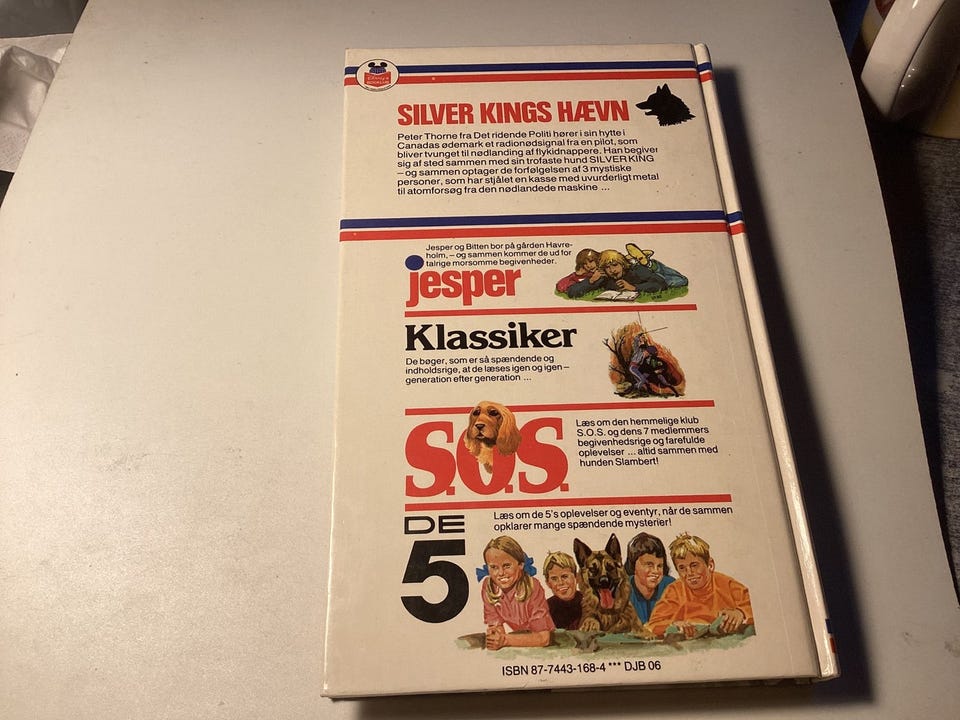 SILVER KINGS HÆVN
Peter Thorne fra Det ridende Politi hører i sin hytte i
Canadas ødemark et radionødsignal fra en pilot, som
bliver tvunget til nødlanding af flykidnappere. Han begiver
sig af sted sammen med sin trofaste hund SILVER KING
– og sammen optager de forfølgelsen af 3 mystiske
personer, som har stjålet en kasse med uvurderligt metal
til atomforsøg fra den nødlandede maskine ...
Jesper og Bitten bor på gården Havre-
holm, – og sammen kommer de ud for
talrige morsomme begivenheder.
jesper
Klassiker
De bøger, som er så spændende og
indholdsrige, at de læses igen og igen –
generation efter generation ...
S.O.S.
Læs om den hemmelige klub
S.O.S. og dens 7 medlemmers
begivenhedsrige og farefulde
oplevelser ... altid sammen med
hunden Slambert!
DE
5
Læs om de 5's oplevelser og eventyr, når de sammen
opklarer mange spændende mysterier!
ISBN 87-7443-168-4 *** DJB 06